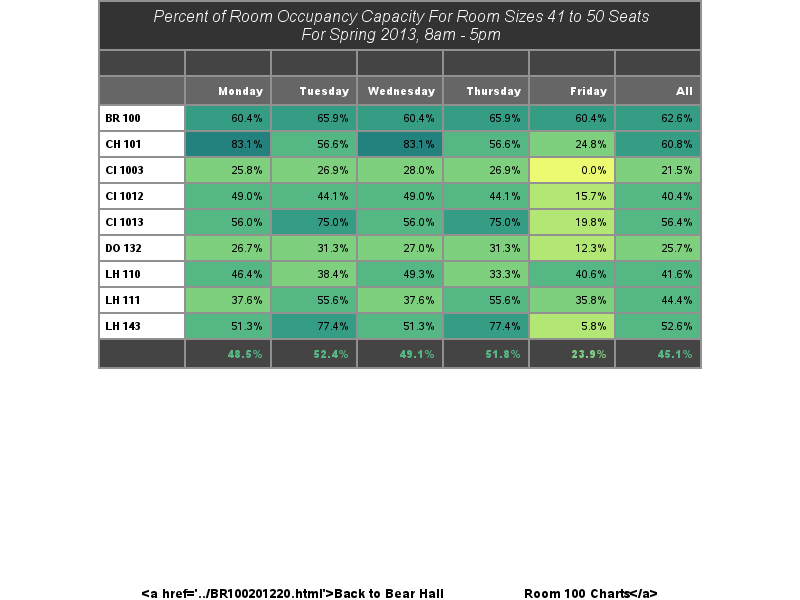 Percent of Room Occupancy Capacity For Room Sizes 41 to 50 Seats
For Spring 2013, 8am - 5pm
Monday Tuesday Wednesday Thursday Friday All
BR 100 60.4% 65.9% 60.4% 65.9% 60.4% 62.6%
CH 101 83.1% 56.6% 83.1% 56.6% 24.8% 60.8%
CI 1003 25.8% 26.9% 28.0% 26.9% 0.0% 21.5%
CI 1012 49.0% 44.1% 49.0% 44.1% 15.7% 40.4%
CI 1013 56.0% 75.0% 56.0% 75.0% 19.8% 56.4%
DO 132 26.7% 31.3% 27.0% 31.3% 12.3% 25.7%
LH 110 46.4% 38.4% 49.3% 33.3% 40.6% 41.6%
LH 111 37.6% 55.6% 37.6% 55.6% 35.8% 44.4%
LH 143 51.3% 77.4% 51.3% 77.4% 5.8% 52.6%
48.5% 52.4% 49.1% 51.8% 23.9% 45.1%
<a href='../BR100201220.html'>Back to Bear Hall Room 100 Charts</a>